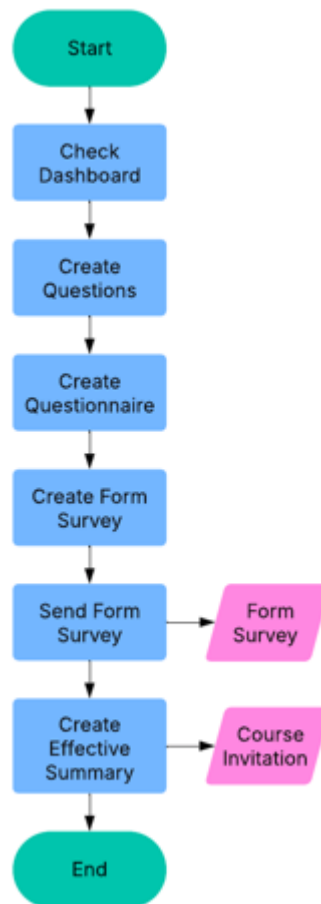 Start
Check
Dashboard
Create
Questions
Create
Questionnaire
Create Form
Survey
Send Form
Survey
Form
Survey
Create
Effective
Summary
Course
Invitation
End